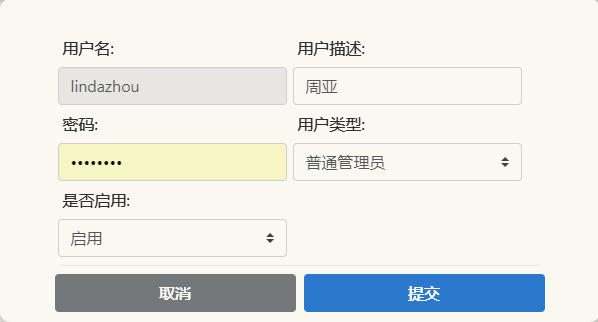 用户名: 用户描述:
lindazhou 周亚
密码: 用户类型:
•••••••• 普通管理员
是否启用:
启用
取消 提交